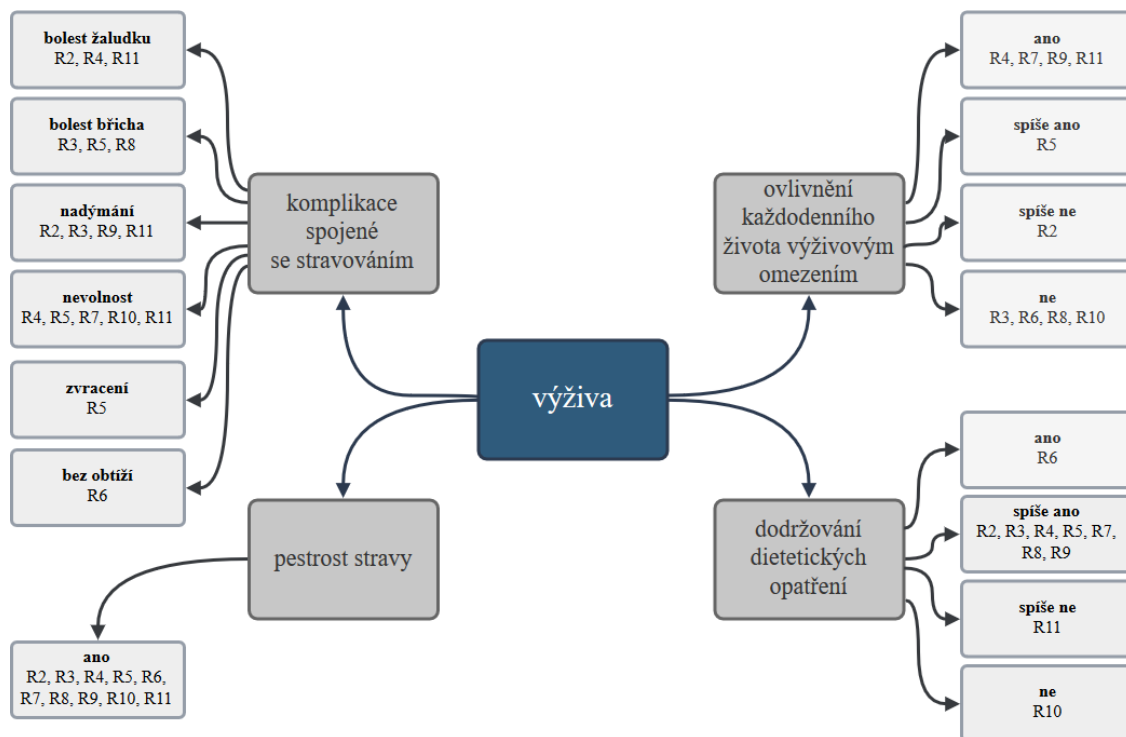 bolest žaludku
R2, R4, R11
bolest břicha
R3, R5, R8
nadýmání
R2, R3, R9, R11
nevolnost
R4, R5, R7, R10, R11
zvracení
R5
bez obtíží
R6
komplikace
spojené
se stravováním
pestrost stravy
ano
R2, R3, R4, R5, R6,
R7, R8, R9, R10, R11
výživa
ovlivnění
každodenního
života výživovým
omezením
ano
R4, R7, R9, R11
spíše ano
R5
spíše ne
R2
ne
R3, R6, R8, R10
dodržování
dietetických
opatření
ano
R6
spíše ano
R2, R3, R4, R5, R7,
R8, R9
spíše ne
R11
ne
R10